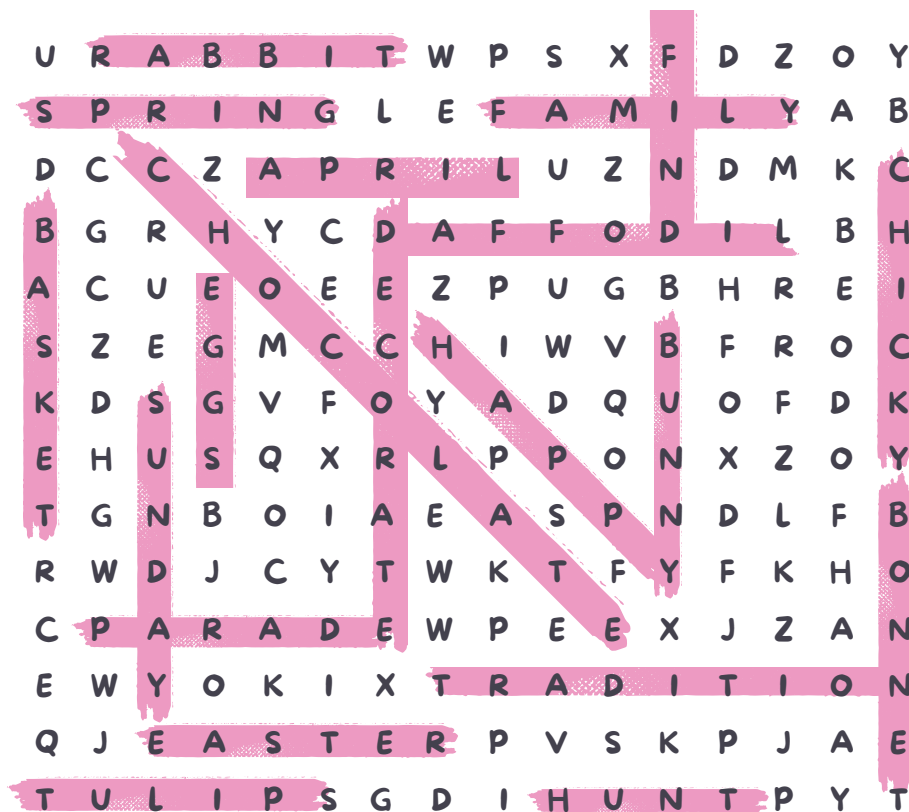 U R A B B I T W P S X F D Z O Y
S P R I N G L E F A M I L Y A B
D C C Z A P R I L U Z N D M K C
B G R H Y C D A F F O D I L B H
A C U E O E E Z P U G B H R E I
S Z E G M C C H I W V B F R O C
K D S G V F O Y A D Q U O F D K
E H U S Q X R L P P O N X Z O Y
T G N B O I A E A S P N D L F B
R W D J C Y T W K T F Y F K H O
C P A R A D E W P E E X J Z A N
E W Y O K I X T R A D I T I O N
Q J E A S T E R P V S K P J A E
T U L I P S G D I H U N T P Y T